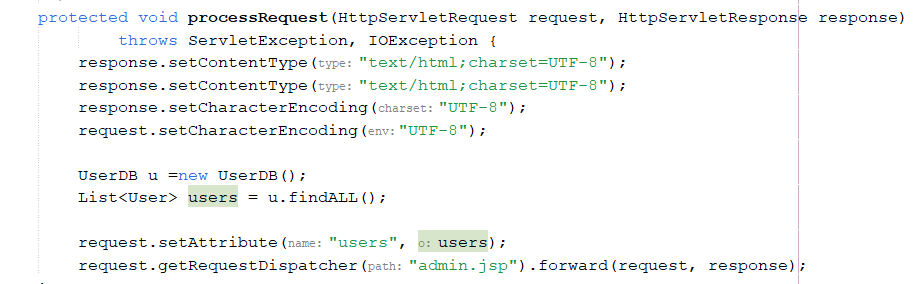 protected void processRequest(HttpServletRequest request, HttpServletResponse response)
throws ServletException, IOException {
response.setContentType(type: "text/html;charset=UTF-8");
response.setContentType(type: "text/html;charset=UTF-8");
response.setCharacterEncoding(charset: "UTF-8");
request.setCharacterEncoding(env: "UTF-8");
UserDB u =new UserDB();
List<User> users = u.findALL();
request.setAttribute(name: "users", o: users);
request.getRequestDispatcher(path: "admin.jsp").forward(request, response);